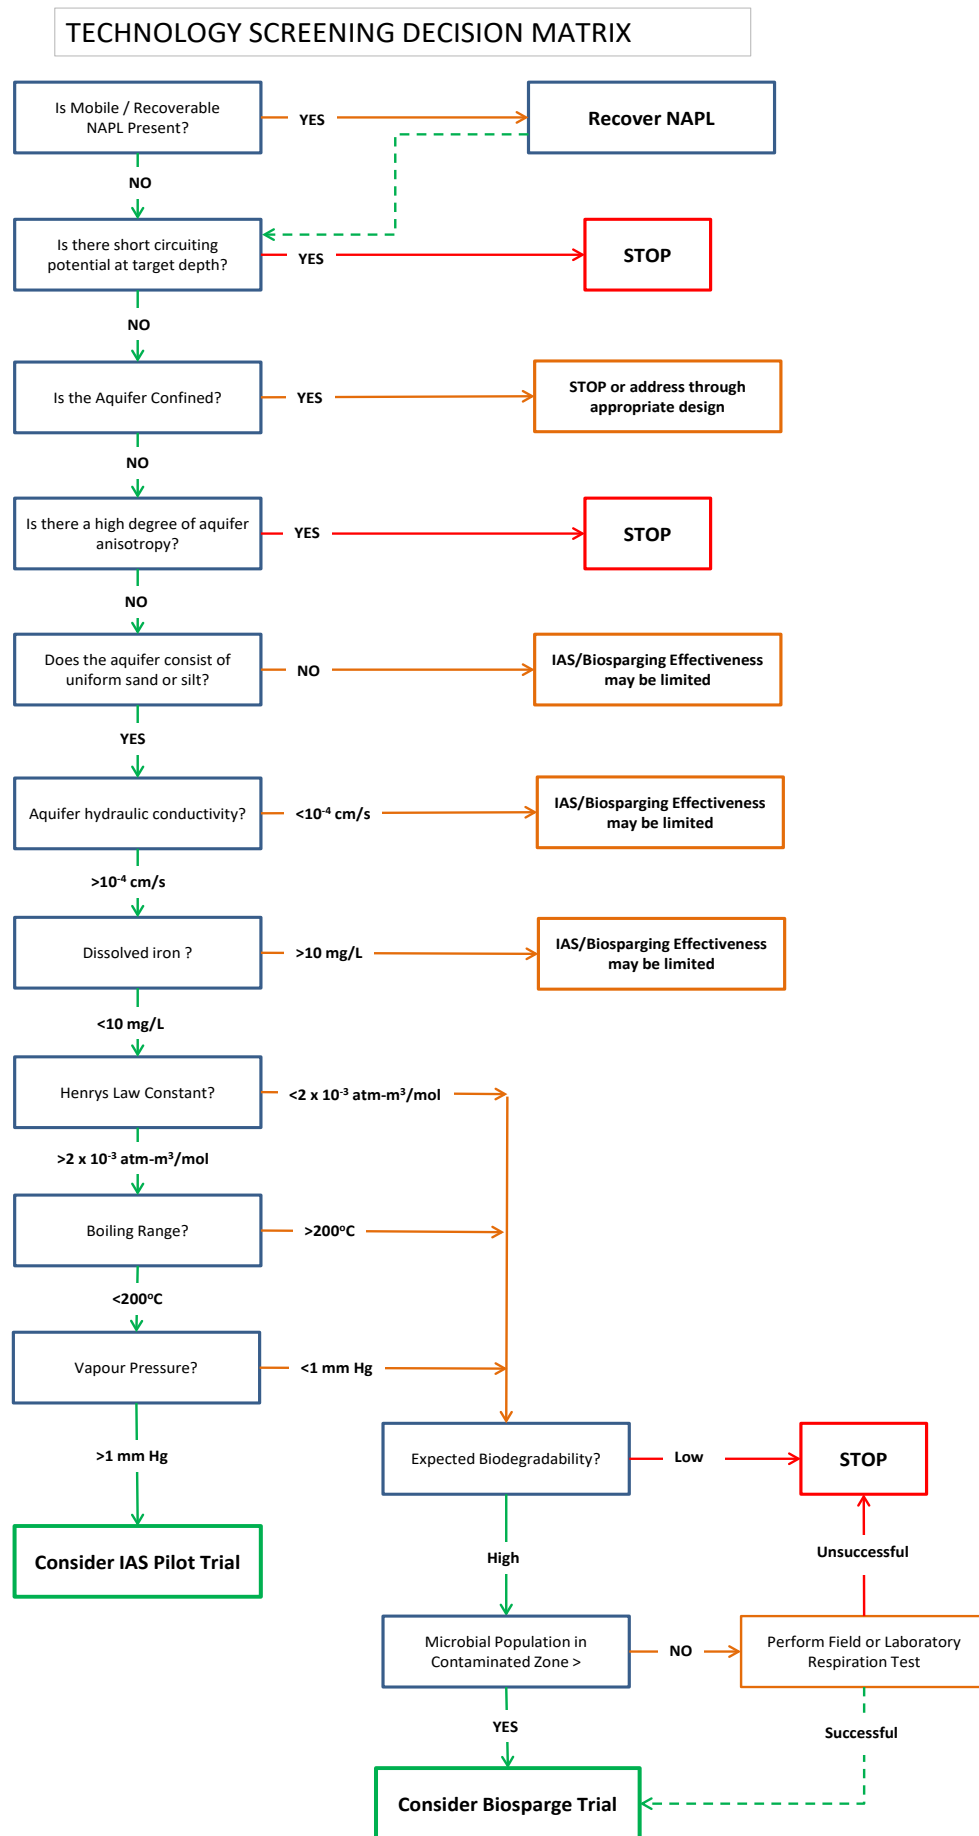 TECHNOLOGY SCREENING DECISION MATRIX
Is Mobile / Recoverable
NAPL Present?
YES
Recover NAPL
NO
Is there short circuiting
potential at target depth?
YES
STOP
NO
Is the Aquifer Confined?
YES
STOP or address through
appropriate design
NO
Is there a high degree of aquifer
anisotropy?
YES
STOP
NO
Does the aquifer consist of
uniform sand or silt?
NO
IAS/Biosparging Effectiveness
may be limited
YES
Aquifer hydraulic conductivity?
<10⁻⁴ cm/s
IAS/Biosparging Effectiveness
may be limited
>10⁻⁴ cm/s
Dissolved iron ?
>10 mg/L
IAS/Biosparging Effectiveness
may be limited
<10 mg/L
Henrys Law Constant?
<2 x 10⁻³ atm-m³/mol
>2 x 10⁻³ atm-m³/mol
Boiling Range?
>200°C
<200°C
Vapour Pressure?
<1 mm Hg
>1 mm Hg
Expected Biodegradability?
Low
STOP
Consider IAS Pilot Trial
High
Unsuccessful
Microbial Population in
Contaminated Zone >
NO
Perform Field or Laboratory
Respiration Test
YES
Successful
Consider Biosparge Trial